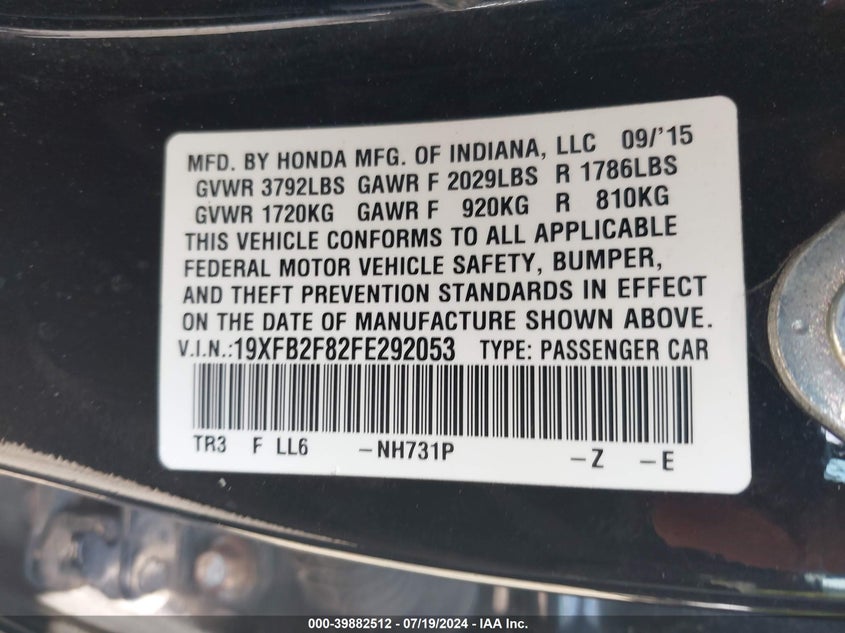 MFD. BY HONDA MFG. OF INDIANA, LLC 09/'15
GVWR 3792LBS GAWR F 2029LBS R 1786LBS
GVWR 1720KG GAWR F 920KG R 810KG
THIS VEHICLE CONFORMS TO ALL APPLICABLE
FEDERAL MOTOR VEHICLE SAFETY, BUMPER,
AND THEFT PREVENTION STANDARDS IN EFFECT
ON THE DATE OF MANUFACTURE SHOWN ABOVE.
V.I.N.:19XFB2F82FE292053 TYPE: PASSENGER CAR
TR3 F LL6 –NH731P –Z –E
000-39882512 - 07/19/2024 - IAA Inc.